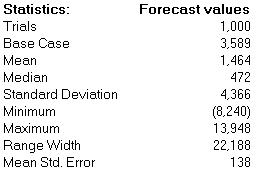 Statistics: Forecast values
Trials 1,000
Base Case 3,589
Mean 1,464
Median 472
Standard Deviation 4,366
Minimum (8,240)
Maximum 13,948
Range Width 22,188
Mean Std. Error 138